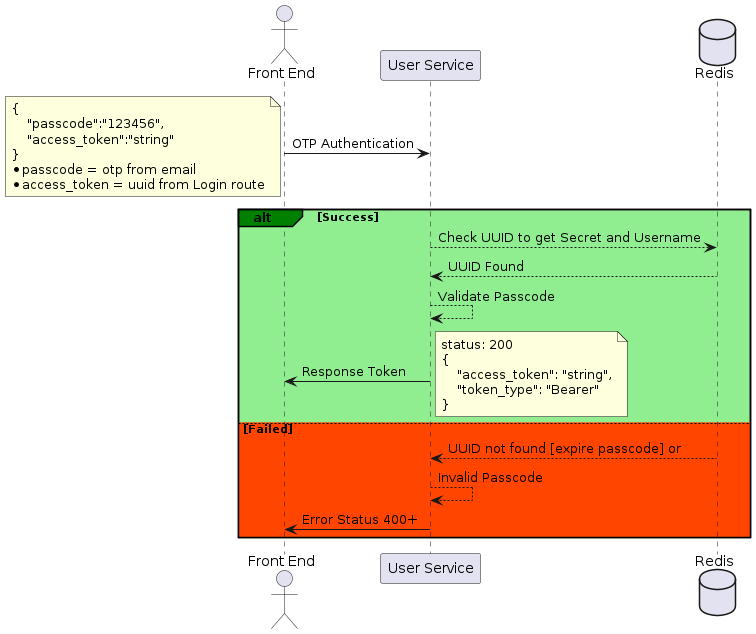 Front End
User Service
Redis
{
"passcode":"123456",
"access_token":"string"
}
•passcode = otp from email
•access_token = uuid from Login route
OTP Authentication
alt [Success]
Check UUID to get Secret and Username
UUID Found
Validate Passcode
Response Token
status: 200
{
"access_token": "string",
"token_type": "Bearer"
}
[Failed]
UUID not found [expire passcode] or
Invalid Passcode
Error Status 400+
Front End
User Service
Redis